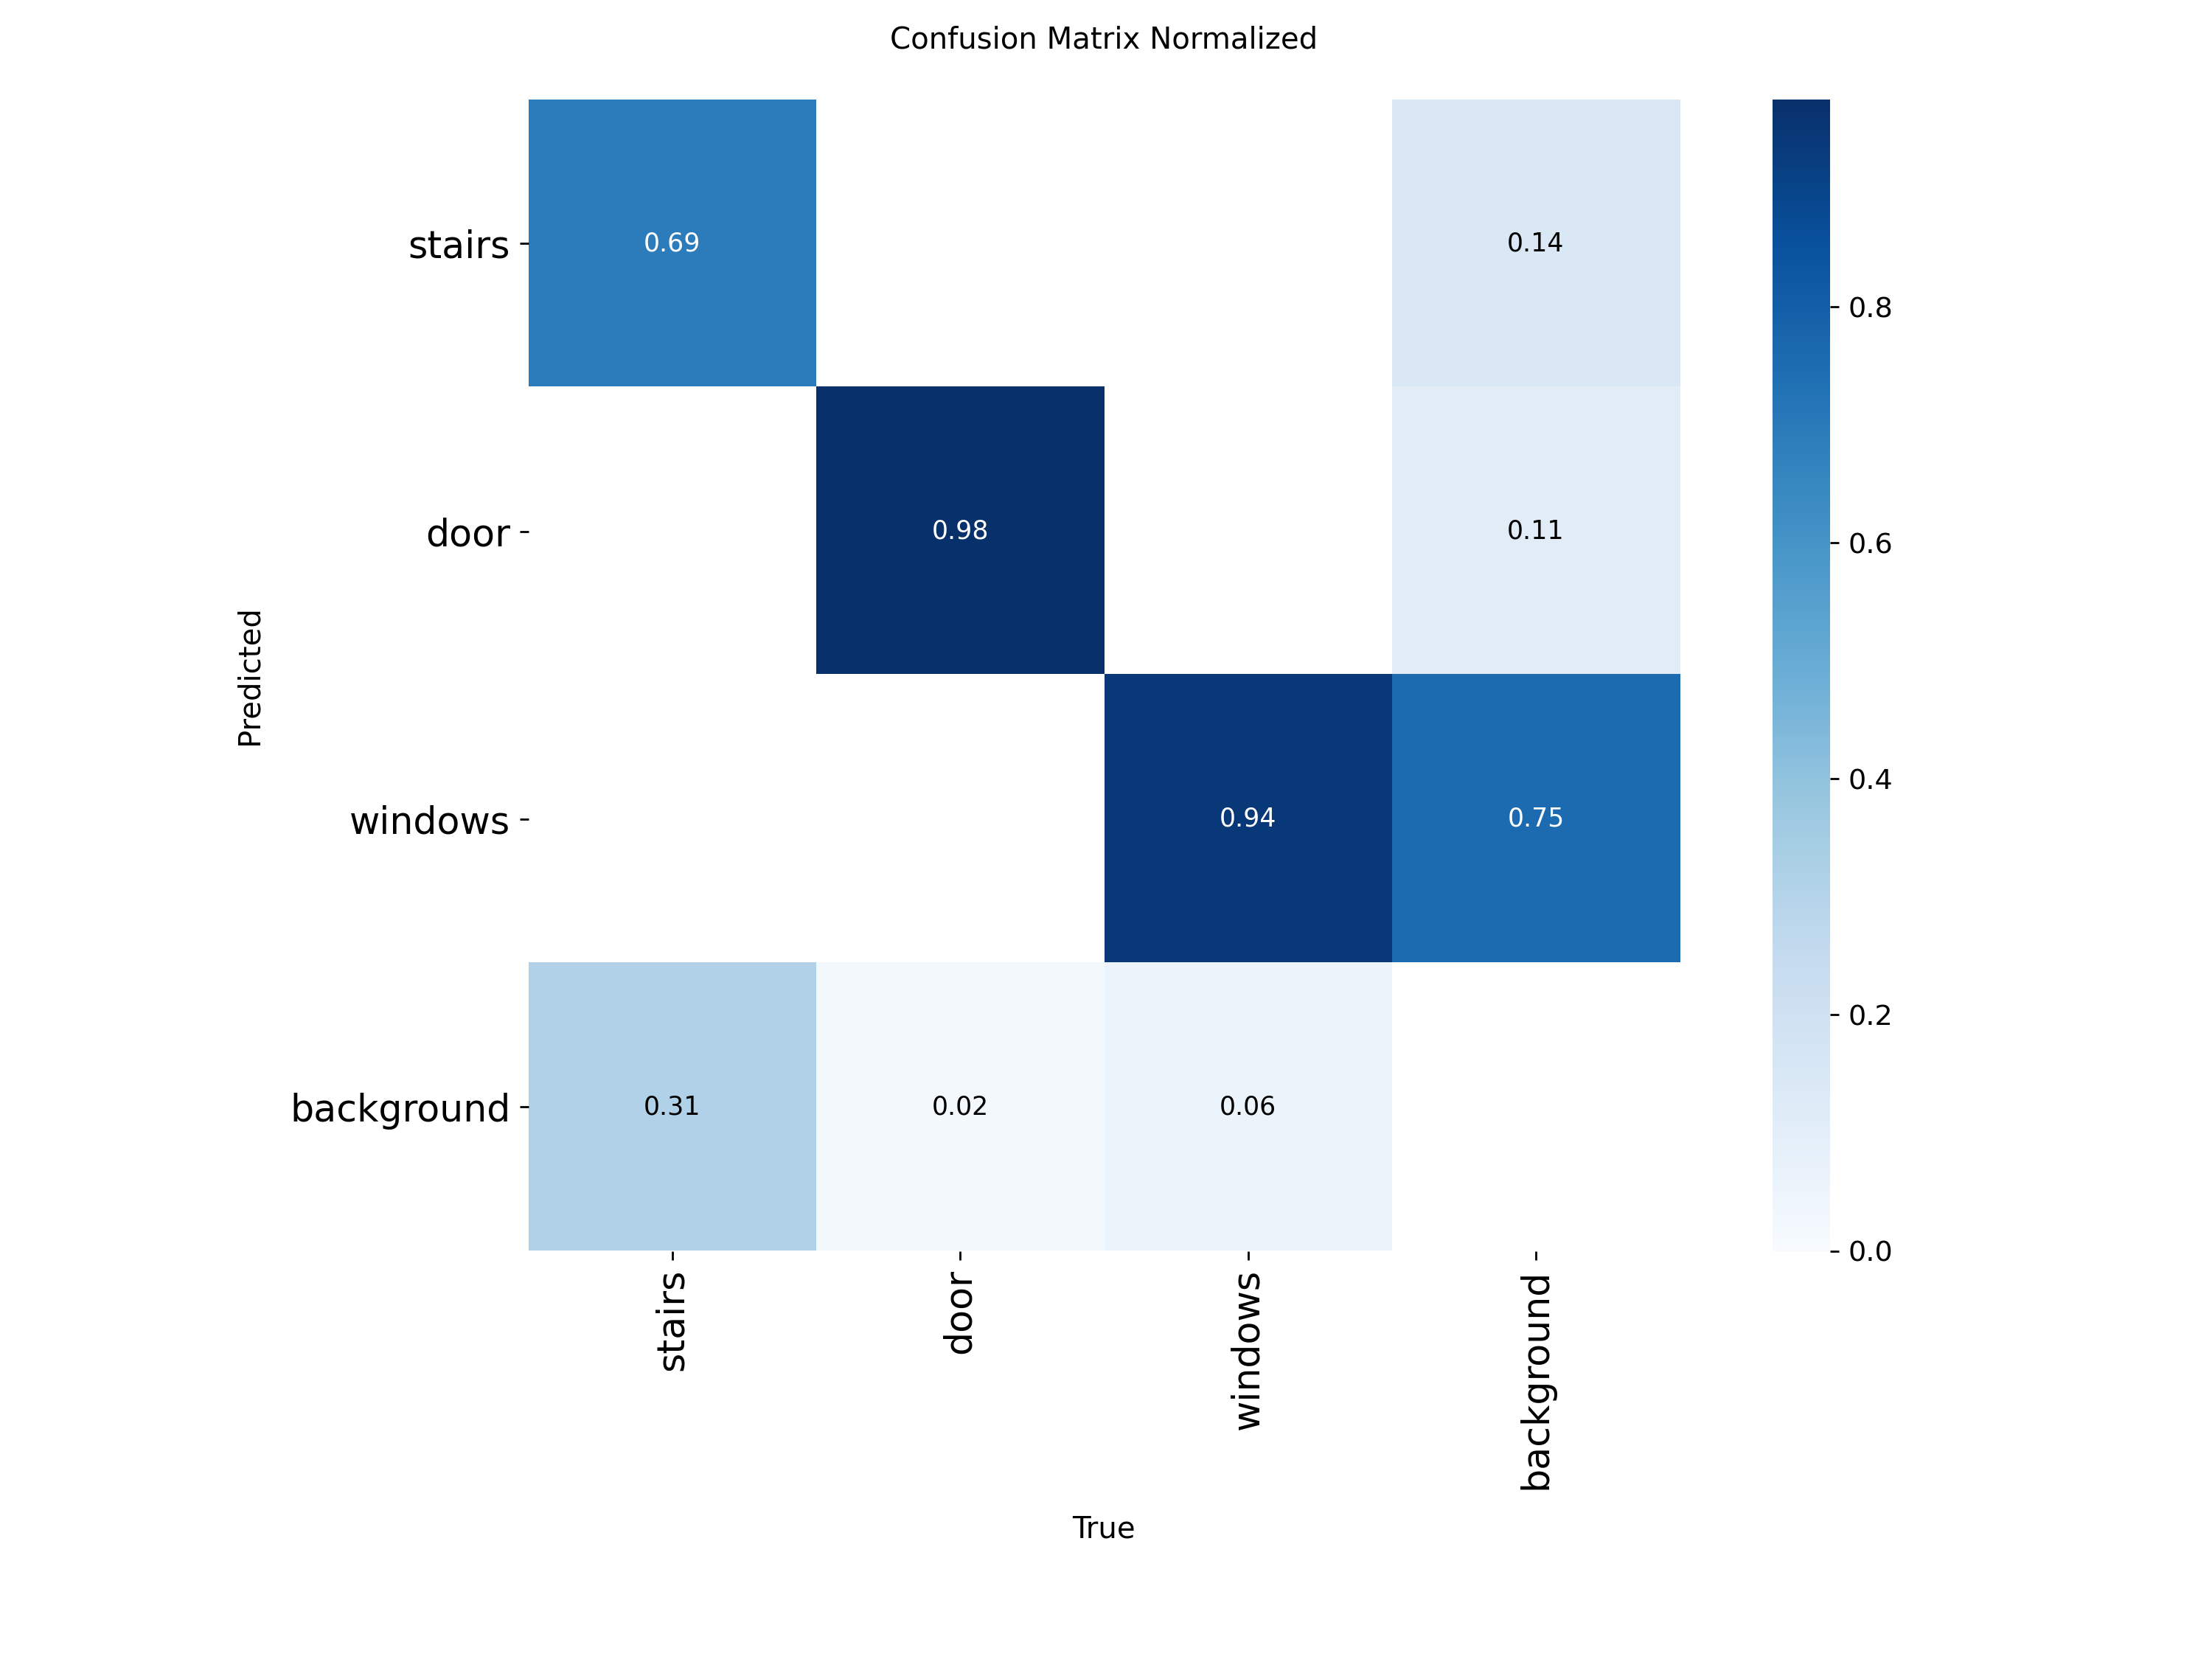 Confusion Matrix Normalized
stairs
0.69
0.14
0.8
door
0.98
0.11
0.6
Predicted
windows
0.94
0.75
0.4
background
0.31
0.02
0.06
0.2
0.0
stairs
door
windows
background
True